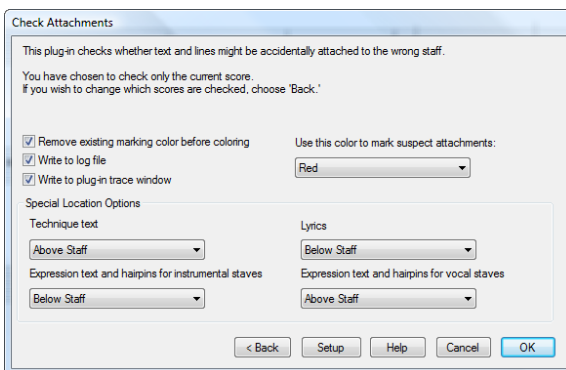 Check Attachments
This plug-in checks whether text and lines might be accidentally attached to the wrong staff.
You have chosen to check only the current score.
If you wish to change which scores are checked, choose 'Back.'
Remove existing marking color before coloring
Use this color to mark suspect attachments:
Write to log file
Red
Write to plug-in trace window
Special Location Options
Technique text
Lyrics
Above Staff
Below Staff
Expression text and hairpins for instrumental staves
Expression text and hairpins for vocal staves
Below Staff
Above Staff
< Back
Setup
Help
Cancel
OK